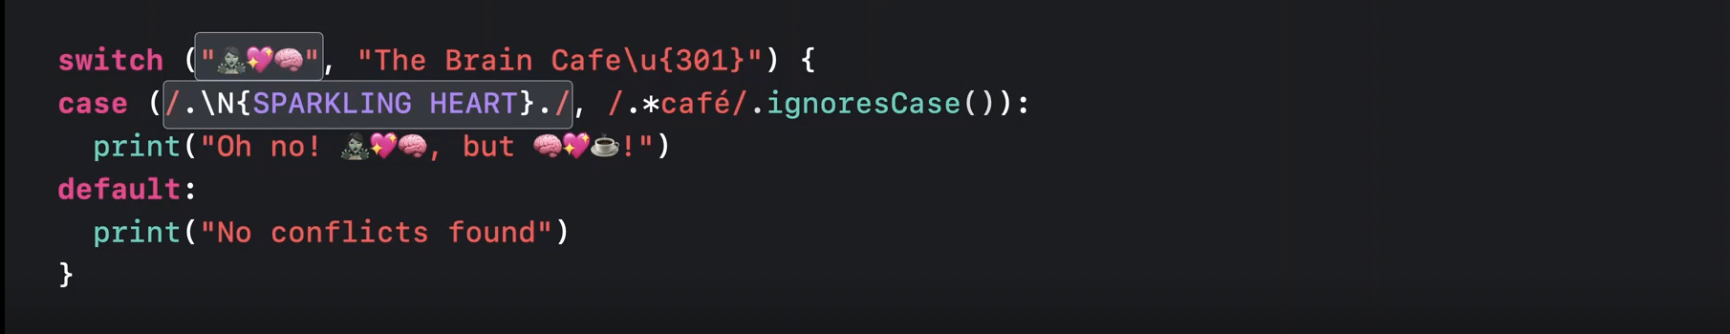 switch ("🧟‍♀️💖🧠", "The Brain Cafe\u{301}") {
case (/.\N{SPARKLING HEART}./, /.*café/.ignoresCase()):
print("Oh no! 🧟‍♀️💖🧠, but 🧠💖☕️!")
default:
print("No conflicts found")
}